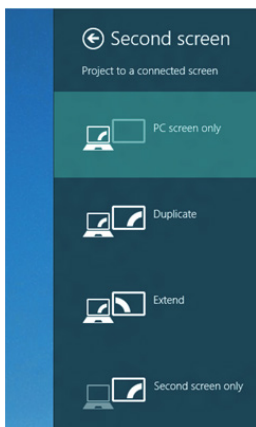 Second screen
Project to a connected screen
PC screen only
Duplicate
Extend
Second screen only